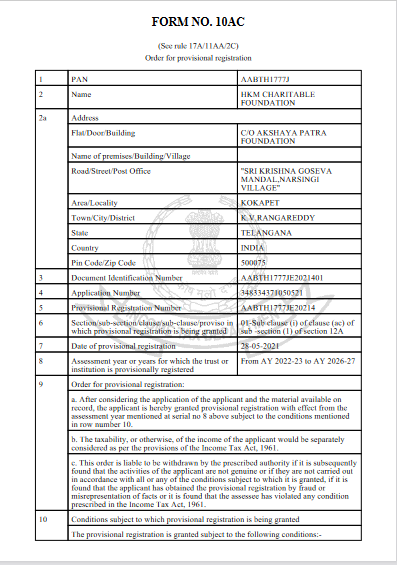 FORM NO. 10AC
(See rule 17A/11AA/2C)
Order for provisional registration
1 PAN AABTH1777J
2 Name HKM CHARITABLE
FOUNDATION
2a Address
Flat/Door/Building C/O AKSHAYA PATRA
FOUNDATION
Name of premises/Building/Village
Road/Street/Post Office "SRI KRISHNA GOSEVA
MANDAL,NARSINGI
VILLAGE"
Area/Locality KOKAPET
Town/City/District K.V.RANGAREDDY
State TELANGANA
Country INDIA
Pin Code/Zip Code 500075
3 Document Identification Number AABTH1777JE2021401
4 Application Number 348334371050521
5 Provisional Registration Number AABTH1777JE20214
6 Section/sub-section/clause/sub-clause/proviso in 01-Sub clause (i) of clause (ac) of
which provisional registration is being granted sub -section (1) of section 12A
7 Date of provisional registration 28-05-2021
8 Assessment year or years for which the trust or From AY 2022-23 to AY 2026-27
institution is provisionally registered
9 Order for provisional registration:
a. After considering the application of the applicant and the material available on
record, the applicant is hereby granted provisional registration with effect from the
assessment year mentioned at serial no 8 above subject to the conditions mentioned
in row number 10.
b. The taxability, or otherwise, of the income of the applicant would be separately
considered as per the provisions of the Income Tax Act, 1961.
c. This order is liable to be withdrawn by the prescribed authority if it is subsequently
found that the activities of the applicant are not genuine or if they are not carried out
in accordance with all or any of the conditions subject to which it is granted, if it is
found that the applicant has obtained the provisional registration by fraud or
misrepresentation of facts or it is found that the assessee has violated any condition
prescribed in the Income Tax Act, 1961.
10 Conditions subject to which provisional registration is being granted
The provisional registration is granted subject to the following conditions:-